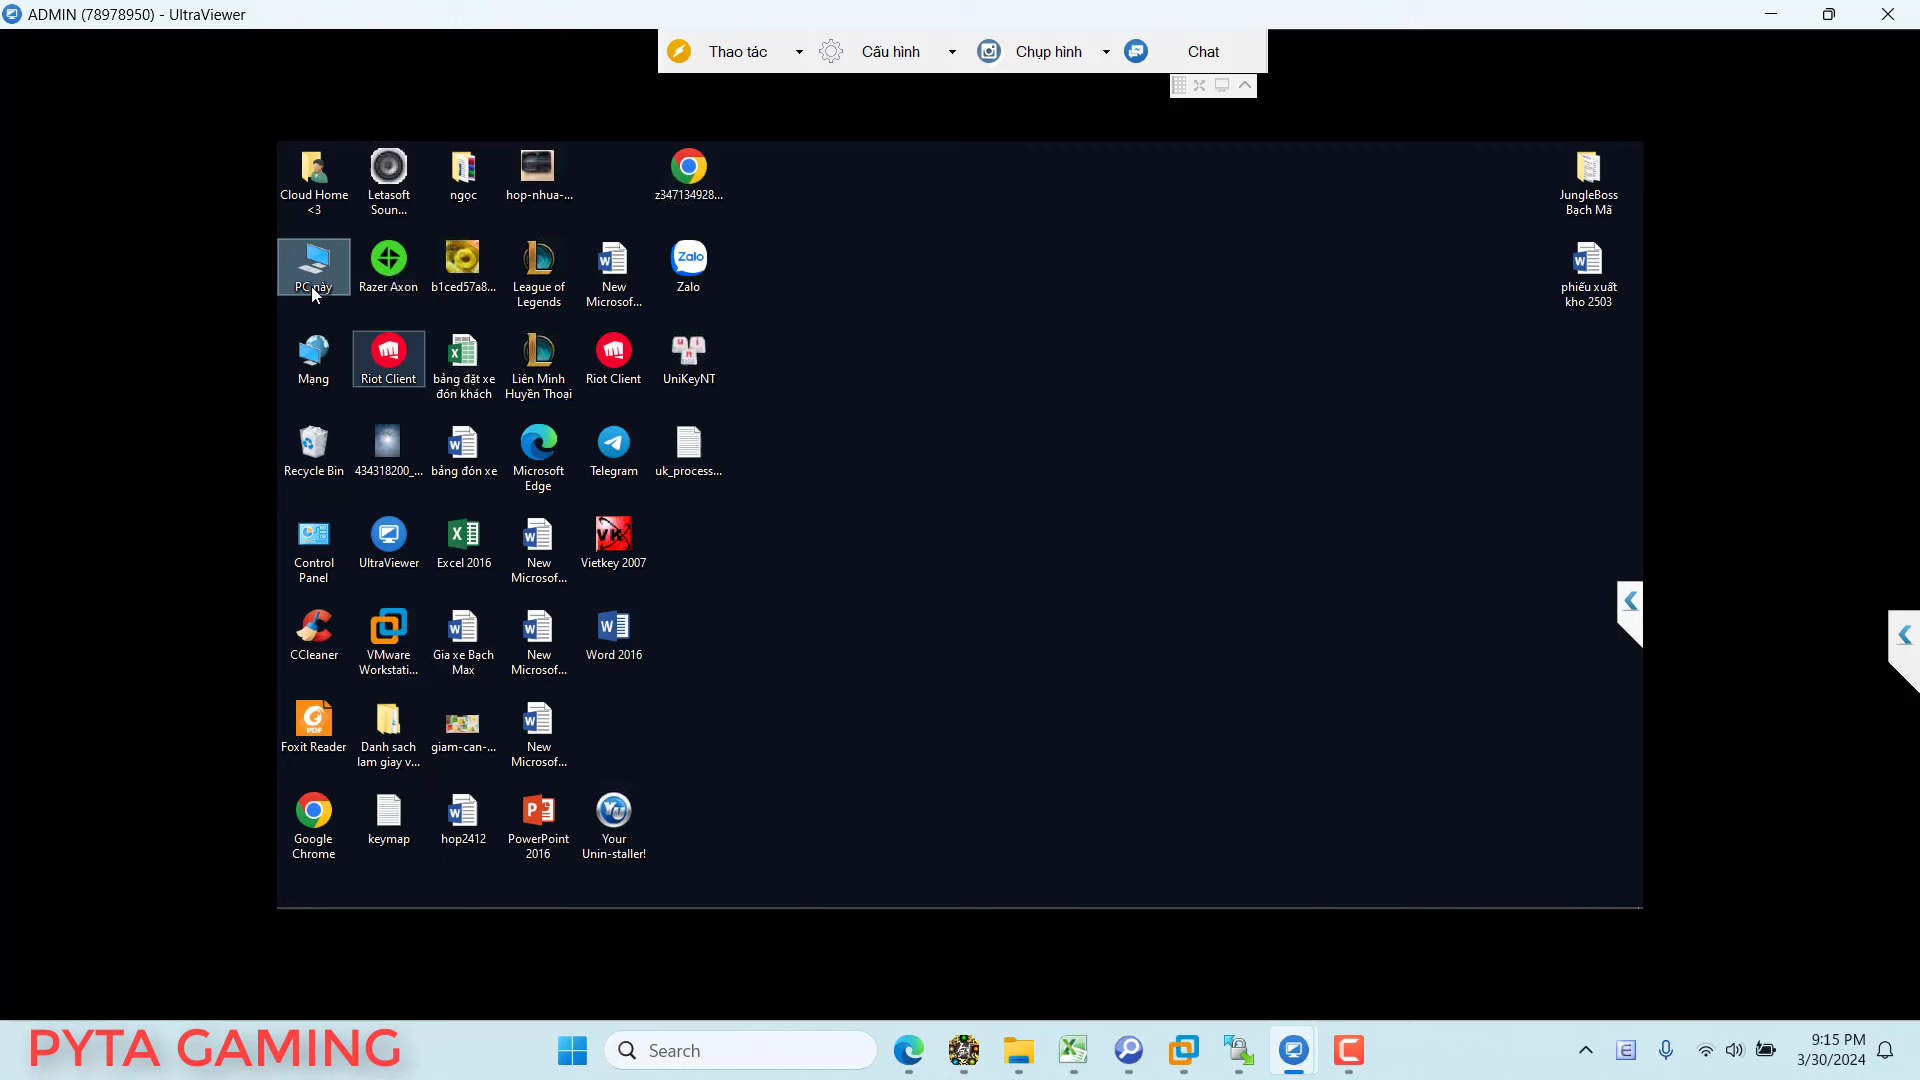 ADMIN (78978950) - UltraViewer
Thao tác
Cấu hình
Chụp hình
Chat
Cloud Home <3
Letasoft Soun...
ngọc
hop-nhua-...
z347134928...
JungleBoss Bạch Mã
PC này
Razer Axon
b1ced57a8...
League of Legends
New Microsof...
Zalo
Zalo
phiếu xuất kho 2503
Mạng
Riot Client
bảng đặt xe đón khách
Liên Minh Huyền Thoại
Riot Client
UniKeyNT
Recycle Bin
434318200_...
bảng đón xe
Microsoft Edge
Telegram
uk_process...
Control Panel
UltraViewer
Excel 2016
New Microsof...
Vietkey 2007
CCleaner
VMware Workstati...
Gia xe Bạch Max
New Microsof...
Word 2016
Foxit Reader
Danh sach lam giay v...
giam-can-...
New Microsof...
Google Chrome
keymap
hop2412
PowerPoint 2016
Your Unin-staller!
PYTA GAMING
Search
9:15 PM
3/30/2024